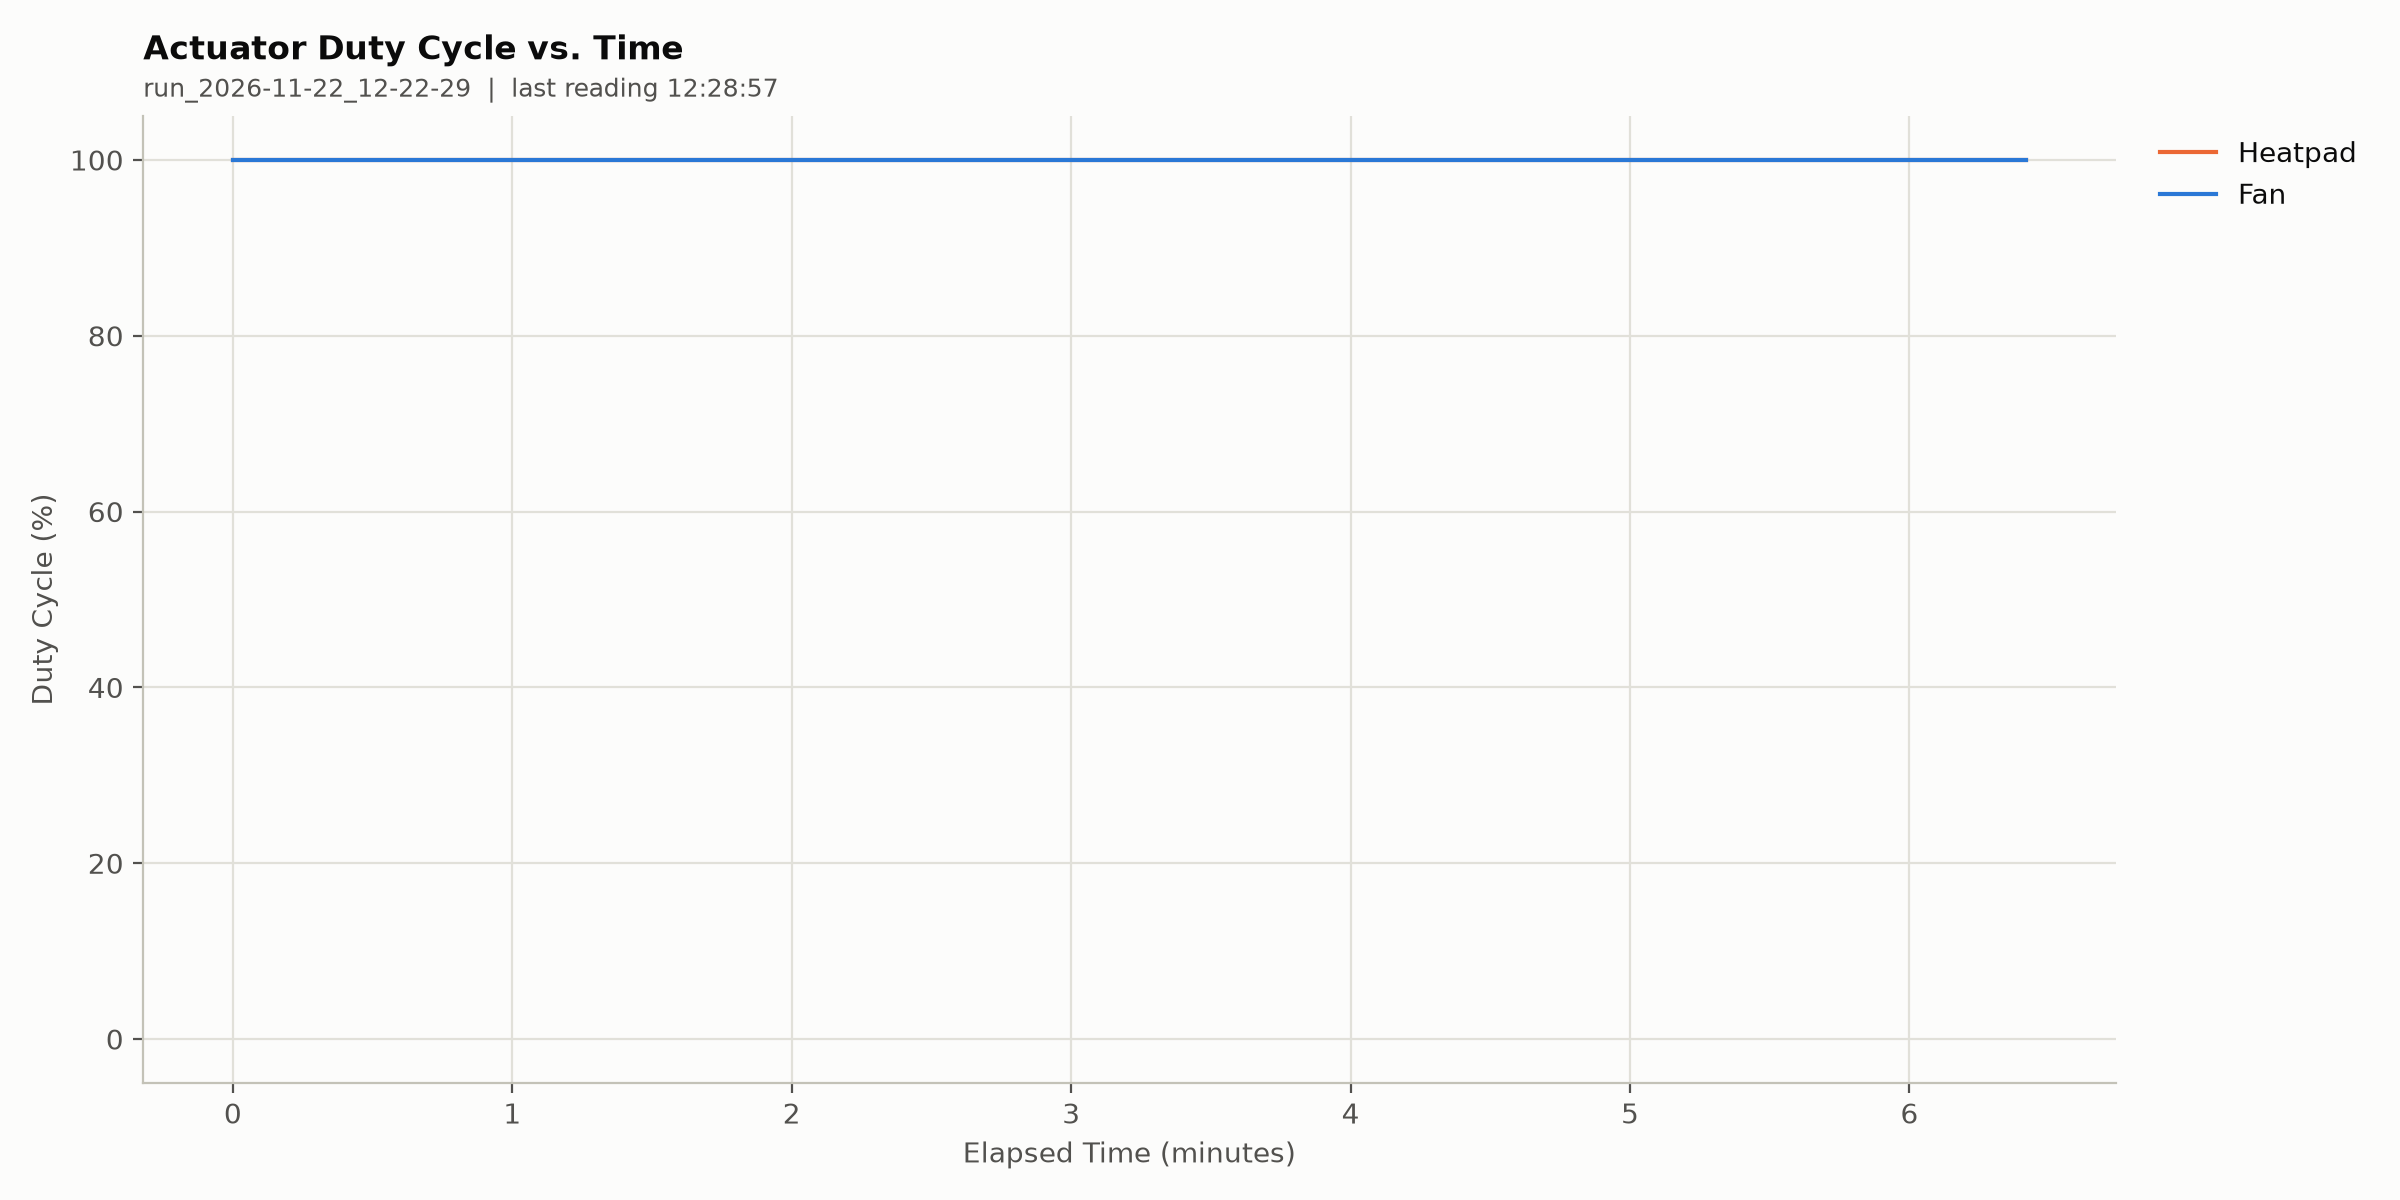 Actuator Duty Cycle vs. Time
run_2026-11-22_12-22-29 | last reading 12:28:57
Heatpad
Fan
100
80
60
40
20
0
Duty Cycle (%)
0 1 2 3 4 5 6
Elapsed Time (minutes)